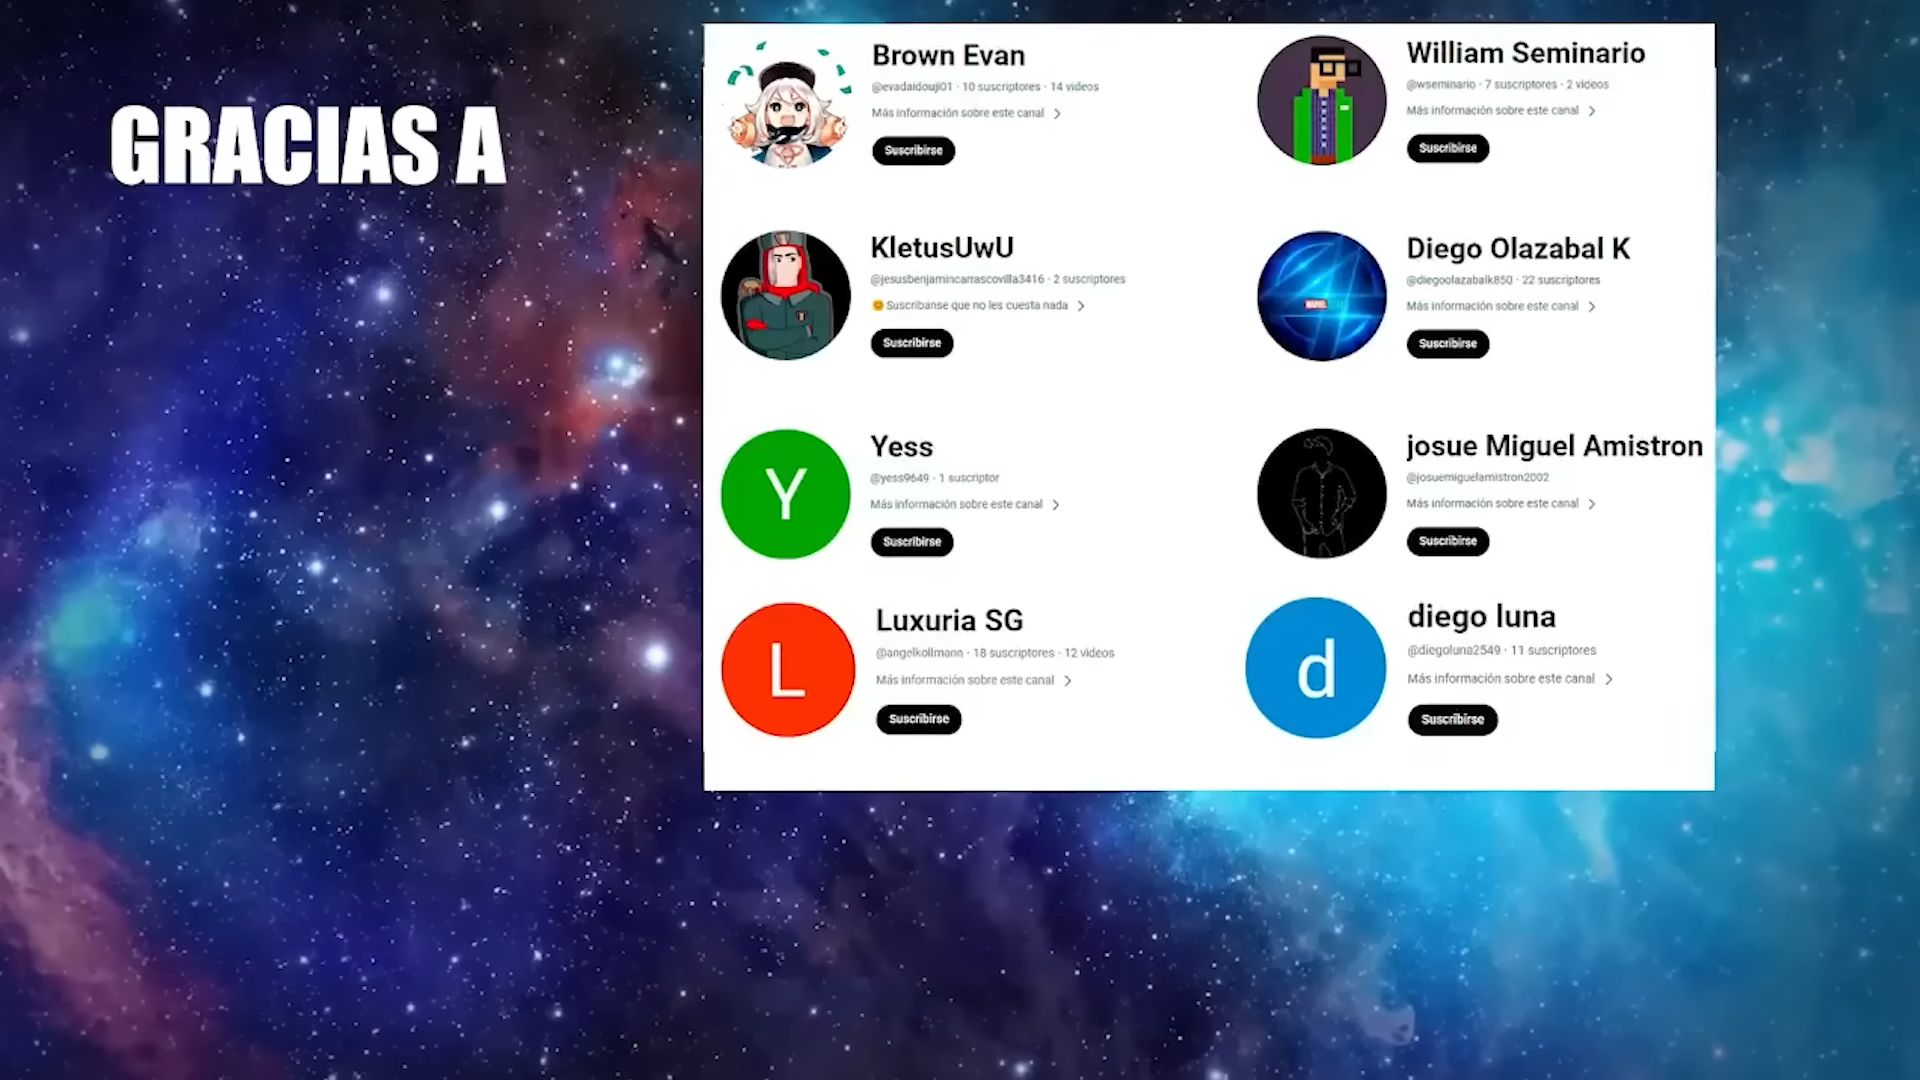 GRACIAS A
Brown Evan
@evadaidouji01 · 10 suscriptores · 14 videos
Más información sobre este canal
Suscribirse
William Seminario
@wseminario · 7 suscriptores · 2 videos
Más información sobre este canal
Suscribirse
KletusUwU
@jesusbenjamincarrascovilla3416 · 2 suscriptores
Suscribanse que no les cuesta nada
Suscribirse
Diego Olazabal K
@diegoolazabalk850 · 22 suscriptores
Más información sobre este canal
Suscribirse
MARVEL
Y
Yess
@yess9649 · 1 suscriptor
Más información sobre este canal
Suscribirse
josue Miguel Amistron
@josuemiguelamistron2002
Más información sobre este canal
Suscribirse
L
Luxuria SG
@angelkollmann · 18 suscriptores · 12 videos
Más información sobre este canal
Suscribirse
d
diego luna
@diegoluna2549 · 11 suscriptores
Más información sobre este canal
Suscribirse